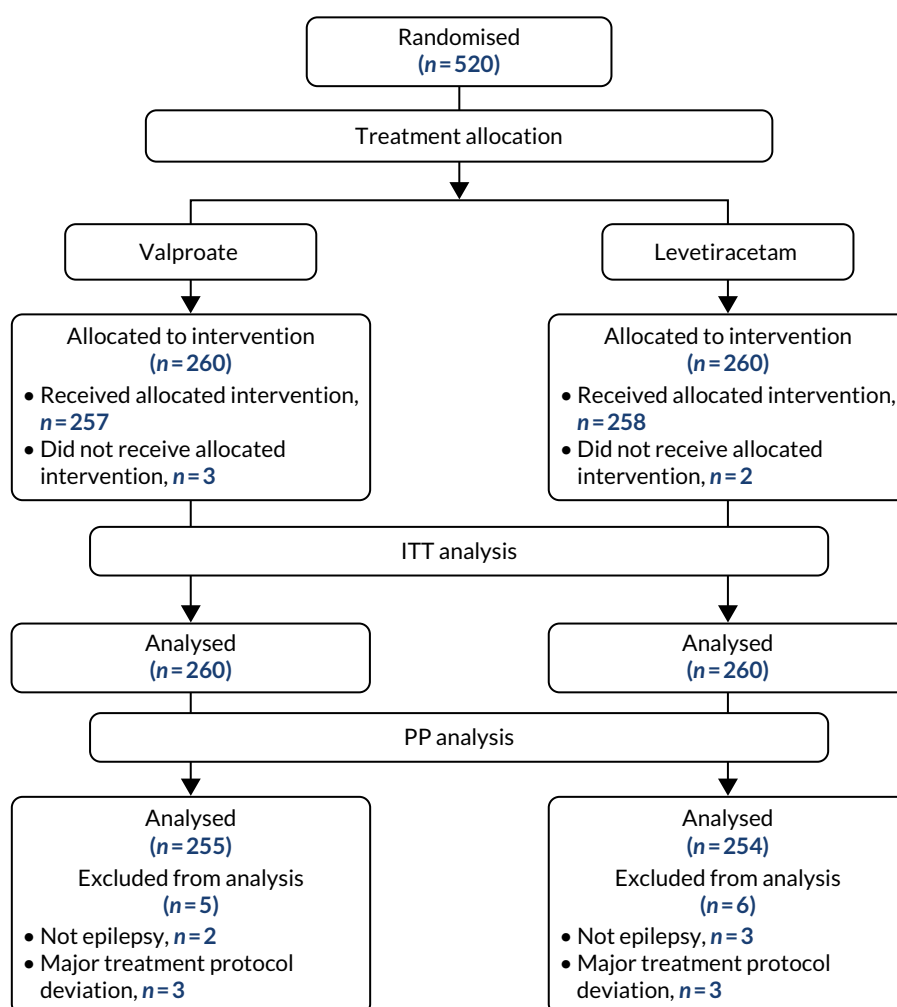 Randomised
(n = 520)
Treatment allocation
Valproate
Levetiracetam
Allocated to intervention
(n = 260)
• Received allocated intervention,
n = 257
• Did not receive allocated
intervention, n = 3
Allocated to intervention
(n = 260)
• Received allocated intervention,
n = 258
• Did not receive allocated
intervention, n = 2
ITT analysis
Analysed
(n = 260)
Analysed
(n = 260)
PP analysis
Analysed
(n = 255)
Excluded from analysis
(n = 5)
• Not epilepsy, n = 2
• Major treatment protocol
deviation, n = 3
Analysed
(n = 254)
Excluded from analysis
(n = 6)
• Not epilepsy, n = 3
• Major treatment protocol
deviation, n = 3